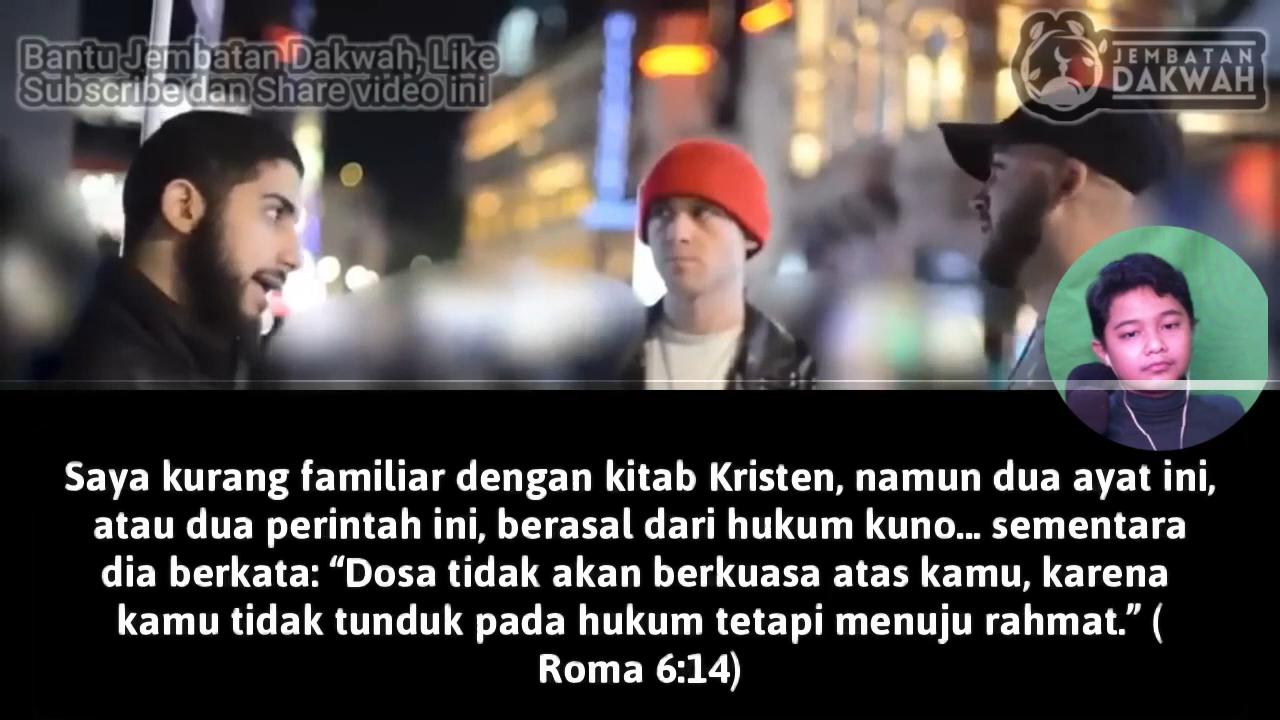 Bantu Jembatan Dakwah, Like
Subscribe dan Share video ini
JEMBATAN
DAKWAH
Saya kurang familiar dengan kitab Kristen, namun dua ayat ini,
atau dua perintah ini, berasal dari hukum kuno... sementara
dia berkata: “Dosa tidak akan berkuasa atas kamu, karena
kamu tidak tunduk pada hukum tetapi menuju rahmat.” (
Roma 6:14)